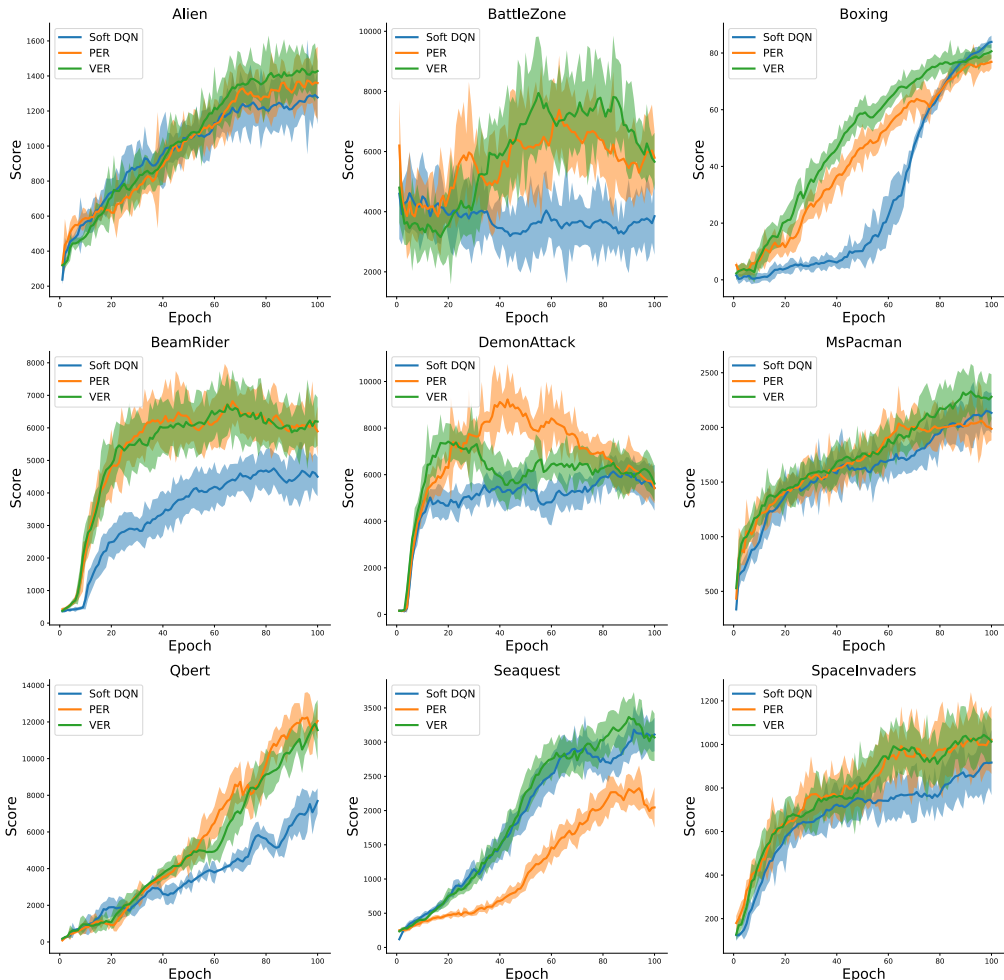 Alien
Score
1600
1400
1200
1000
800
600
400
200
Soft DQN
PER
VER
0
20
40
60
80
100
Epoch
BattleZone
Score
10000
8000
6000
4000
2000
Soft DQN
PER
VER
0
20
40
60
80
100
Epoch
Boxing
Score
80
60
40
20
0
Soft DQN
PER
VER
0
20
40
60
80
100
Epoch
BeamRider
Score
8000
7000
6000
5000
4000
3000
2000
1000
0
Soft DQN
PER
VER
0
20
40
60
80
100
Epoch
DemonAttack
Score
10000
8000
6000
4000
2000
0
Soft DQN
PER
VER
0
20
40
60
80
100
Epoch
MsPacman
Score
2500
2000
1500
1000
500
Soft DQN
PER
VER
0
20
40
60
80
100
Epoch
Qbert
Score
14000
12000
10000
8000
6000
4000
2000
0
Soft DQN
PER
VER
0
20
40
60
80
100
Epoch
Seaquest
Score
3500
3000
2500
2000
1500
1000
500
0
Soft DQN
PER
VER
0
20
40
60
80
100
Epoch
SpaceInvaders
Score
1200
1000
800
600
400
200
Soft DQN
PER
VER
0
20
40
60
80
100
Epoch